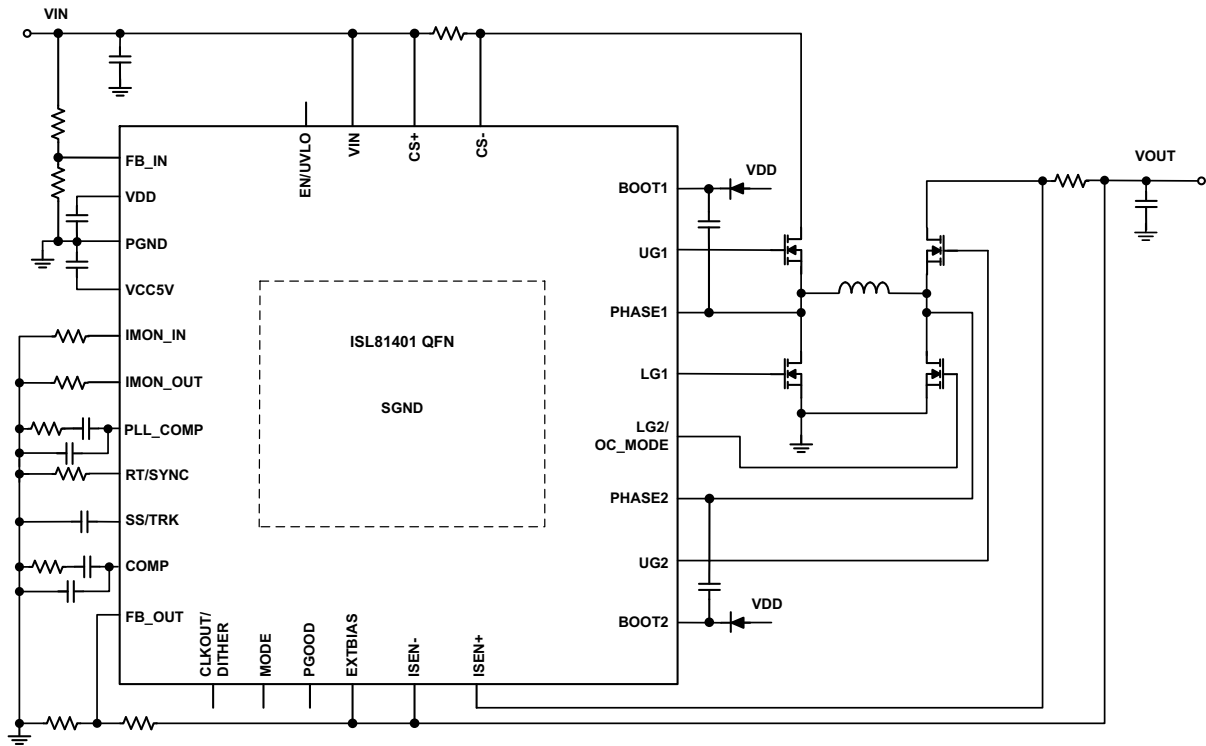 VIN
EN/UVLO
VIN
CS+
CS-
FB_IN
VDD
PGND
VCC5V
IMON_IN
IMON_OUT
PLL_COMP
RT/SYNC
SS/TRK
COMP
FB_OUT
ISL81401 QFN
SGND
BOOT1
VDD
UG1
PHASE1
LG1
LG2/
OC_MODE
PHASE2
UG2
BOOT2
VDD
VOUT
CLKOUT/
DITHER
MODE
PGOOD
EXTBIAS
ISEN-
ISEN+